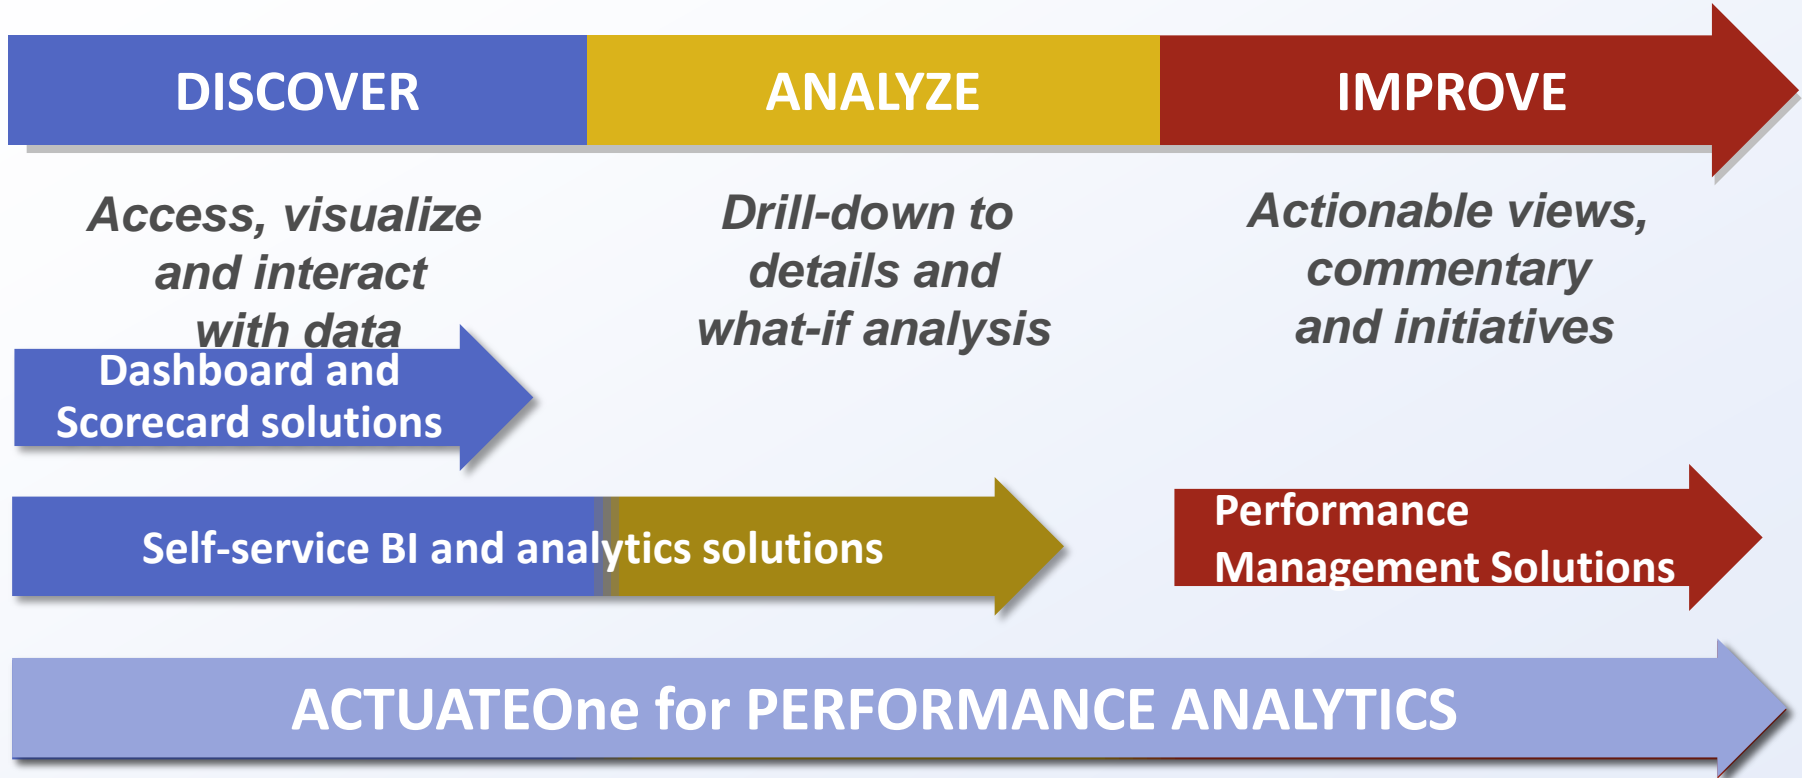 DISCOVER
ANALYZE
IMPROVE
Access, visualize
and interact
with data
Drill-down to
details and
what-if analysis
Actionable views,
commentary
and initiatives
Dashboard and
Scorecard solutions
Self-service BI and analytics solutions
Performance
Management Solutions
ACTUATEOne for PERFORMANCE ANALYTICS